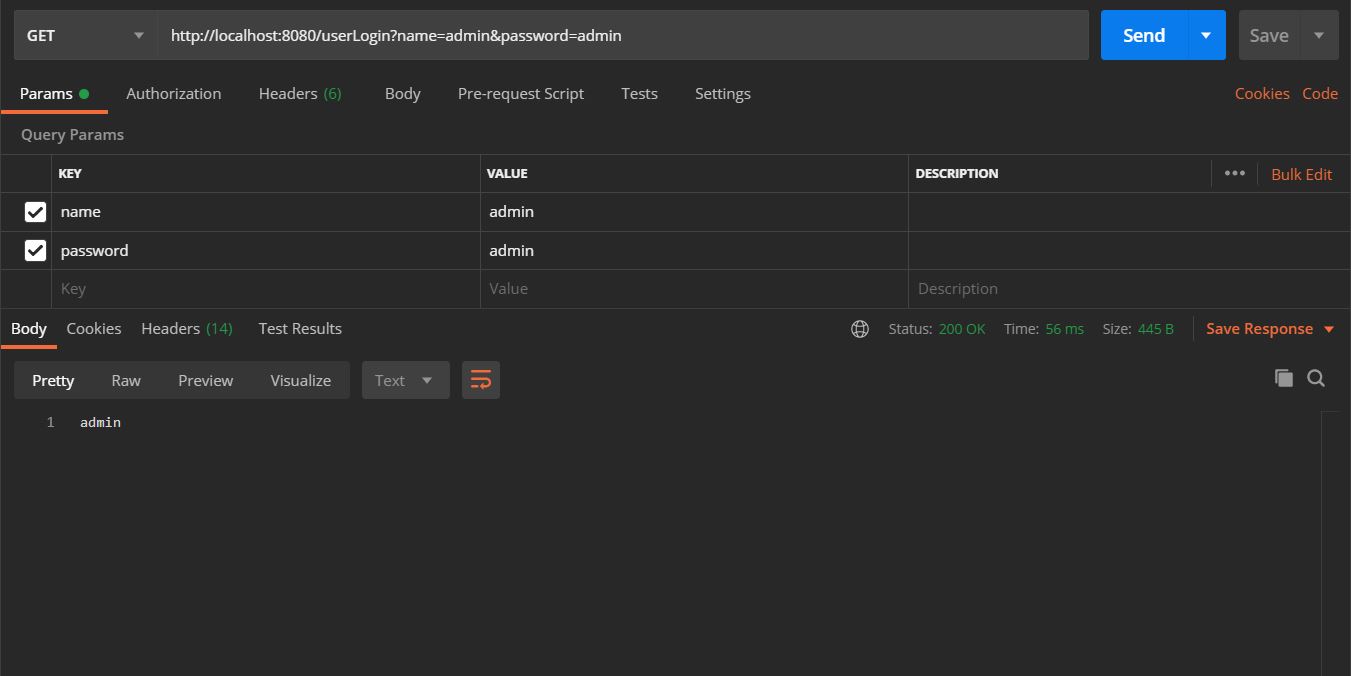 GET http://localhost:8080/userLogin?name=admin&password=admin Send Save
Params Authorization Headers (6) Body Pre-request Script Tests Settings Cookies Code
Query Params
KEY VALUE DESCRIPTION ••• Bulk Edit
name admin
password admin
Key Value Description
Body Cookies Headers (14) Test Results Status: 200 OK Time: 56 ms Size: 445 B Save Response
Pretty Raw Preview Visualize Text
1 admin